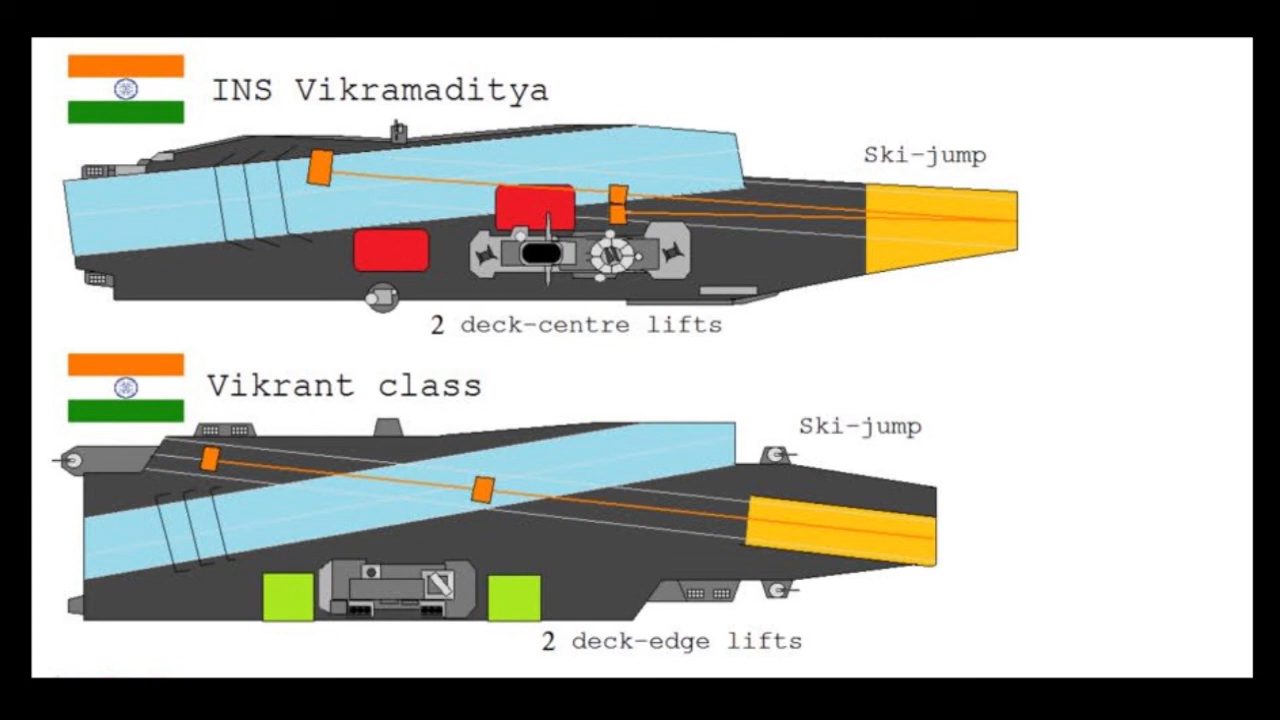 INS Vikramaditya
Ski-jump
2 deck-centre lifts
Vikrant class
Ski-jump
2 deck-edge lifts